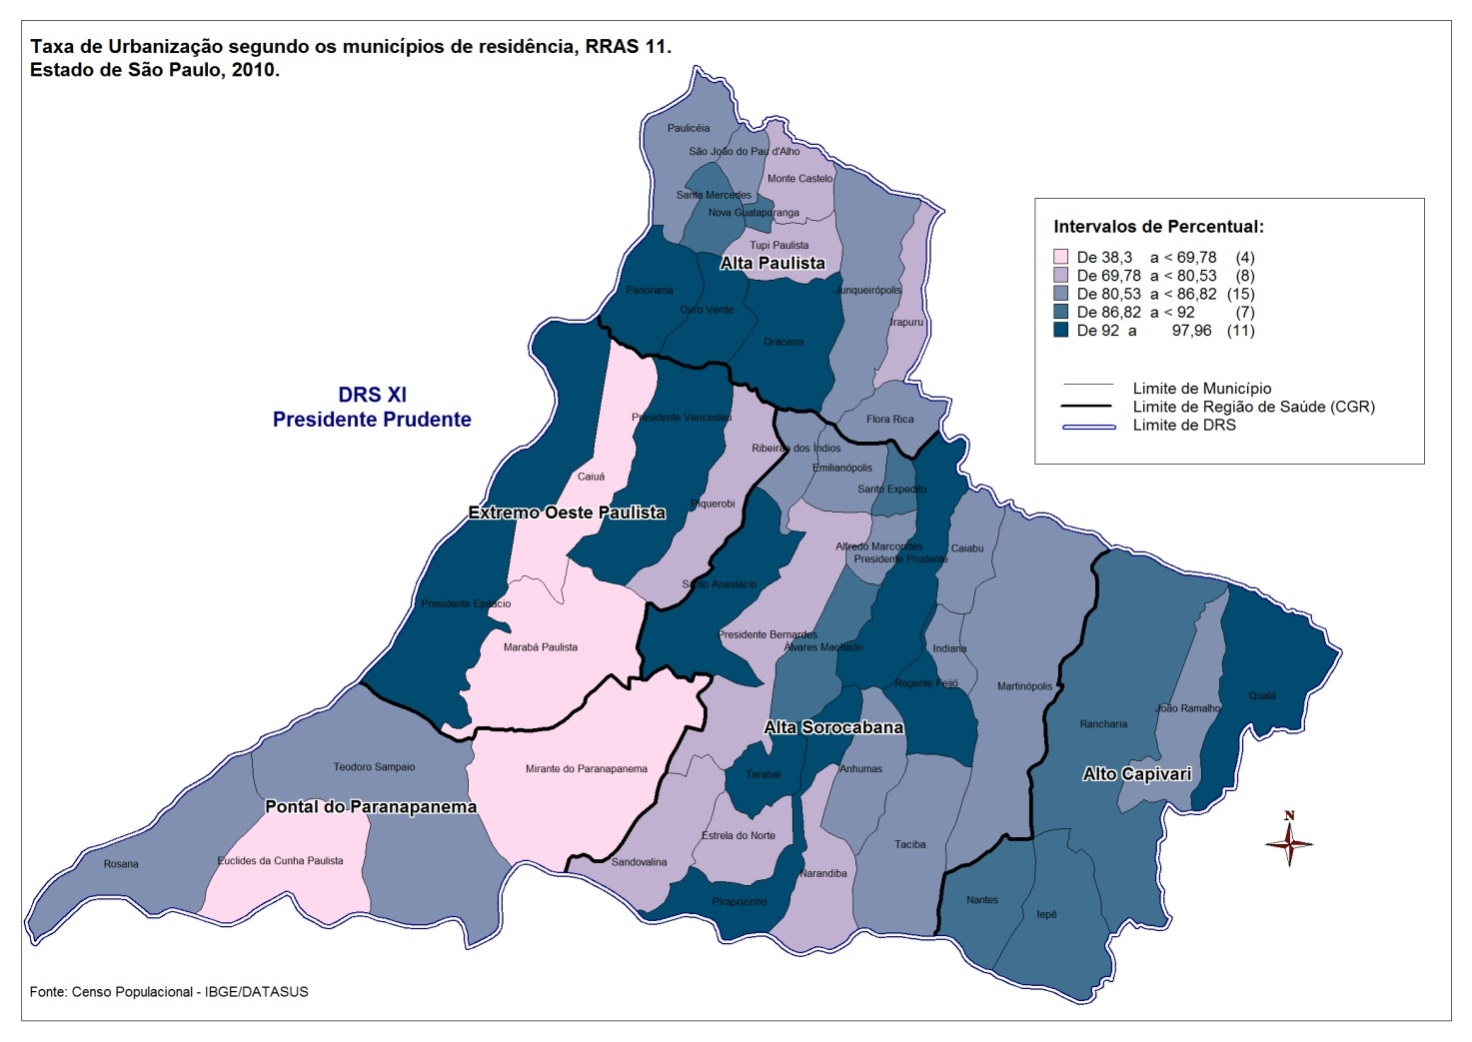 Taxa de Urbanização segundo os municípios de residência, RRAS 11.
Estado de São Paulo, 2010.
Paulicéia
São João do Pau d'Alho
Monte Castelo
Santa Mercedes
Nova Guataporanga
Tupi Paulista
Alta Paulista
Panorama
Ouro Verde
Junqueirópolis
Irapuru
Dracena
Flora Rica
Intervalos de Percentual:
De 38,3 a < 69,78 (4)
De 69,78 a < 80,53 (8)
De 80,53 a < 86,82 (15)
De 86,82 a < 92 (7)
De 92 a 97,96 (11)
Limite de Município
Limite de Região de Saúde (CGR)
Limite de DRS
DRS XI
Presidente Prudente
Presidente Venceslau
Ribeirão dos Índios
Emilianópolis
Caiuá
Santo Expedito
Piquerobi
Extremo Oeste Paulista
Alfredo Marcondes
Caiabu
Presidente Prudente
Santo Anastácio
Presidente Epitácio
Presidente Bernardes
Marabá Paulista
Álvares Machado
Indiana
Regente Feijó
Martinópolis
Quatá
João Ramalho
Rancharia
Alta Sorocabana
Teodoro Sampaio
Mirante do Paranapanema
Tarabai
Anhumas
Alto Capivari
Pontal do Paranapanema
Estrela do Norte
Taciba
Rosana
Euclides da Cunha Paulista
Sandovalina
Narandiba
Pirapozinho
Nantes
Iepê
N
Fonte: Censo Populacional - IBGE/DATASUS